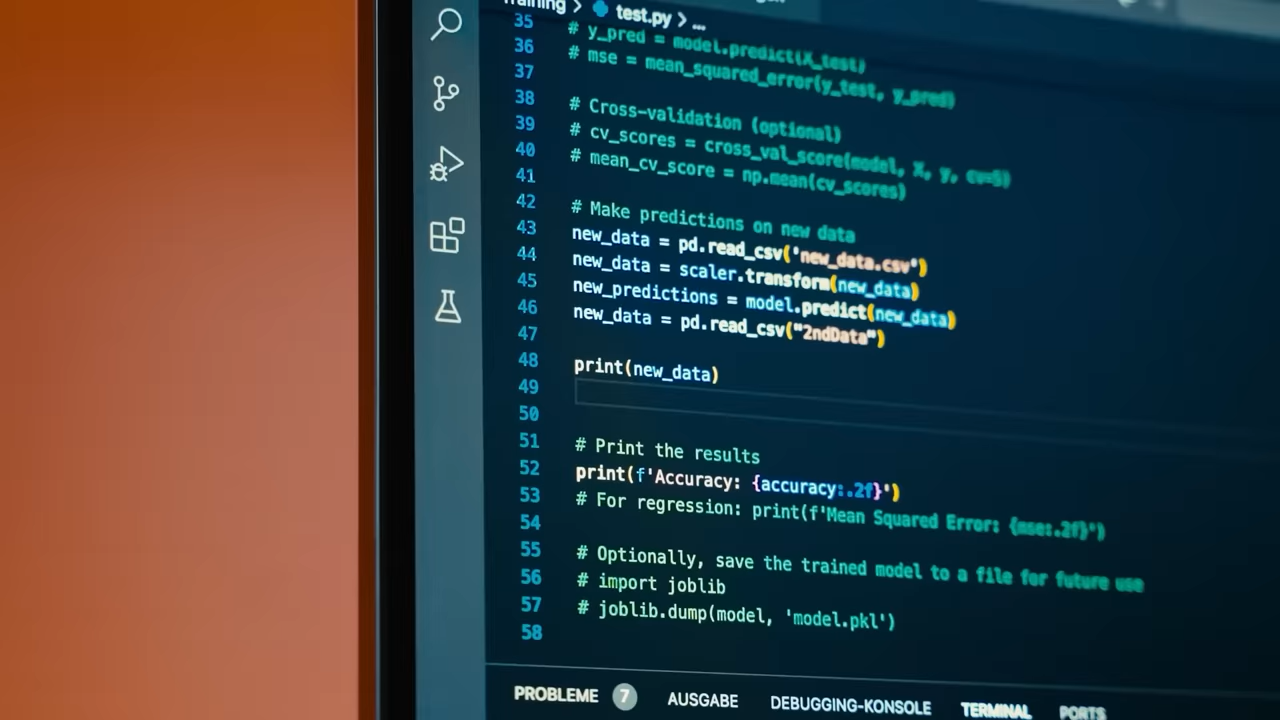 test.py > ...
35 # y_pred = model.predict(X_test)
36 # mse = mean_squared_error(y_test, y_pred)
37
38 # Cross-validation (optional)
39 # cv_scores = cross_val_score(model, X, y, cv=5)
40 # mean_cv_score = np.mean(cv_scores)
41
42 # Make predictions on new data
43 new_data = pd.read_csv('new_data.csv')
44 new_data = scaler.transform(new_data)
45 new_predictions = model.predict(new_data)
46 new_data = pd.read_csv("2ndData")
47
48 print(new_data)
49
50
51 # Print the results
52 print(f'Accuracy: {accuracy:.2f}')
53 # For regression: print(f'Mean Squared Error: {mse:.2f}')
54
55 # Optionally, save the trained model to a file for future use
56 # import joblib
57 # joblib.dump(model, 'model.pkl')
58
PROBLEME 7 AUSGABE DEBUGGING-KONSOLE TERMINAL PORTS